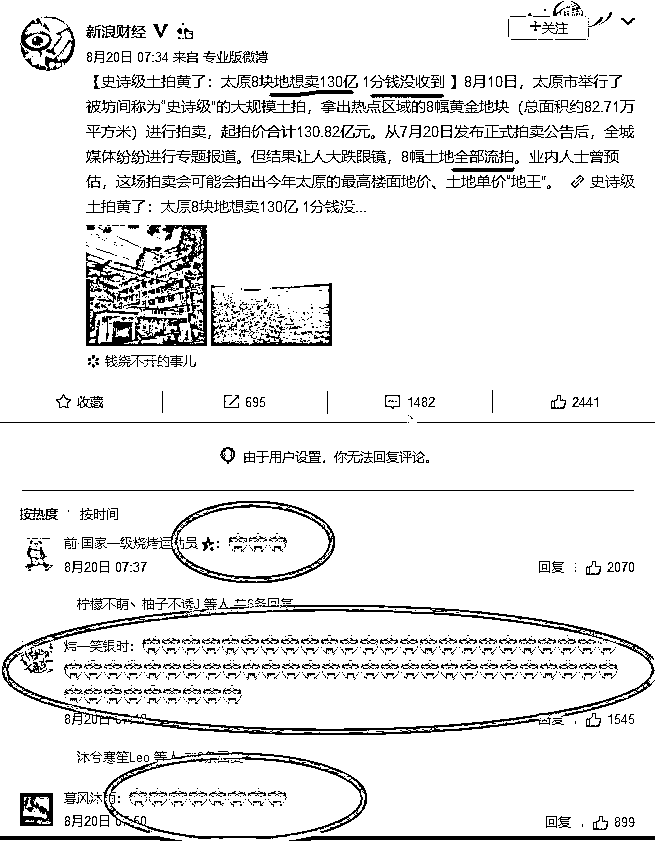 新浪财经
+关注
8月20日 07:34 来自 专业版微博
【史诗级土拍黄了：太原8块地想卖130亿 1分钱没收到 】8月10日，太原市举行了
被坊间称为“史诗级”的大规模土拍，拿出热点区域的8幅黄金地块（总面积约82.71万
平方米）进行拍卖，起拍价合计130.82亿元。从7月20日发布正式拍卖公告后，全城
媒体纷纷进行专题报道。但结果让人大跌眼镜，8幅土地全部流拍。业内人士曾预
估，这场拍卖会可能会拍出今年太原的最高楼面地价、土地单价“地王”。 史诗级
土拍黄了：太原8块地想卖130亿 1分钱没...
钱绕不开的事儿
收藏
695
1482
2441
由于用户设置，你无法回复评论。
按热度 按时间
前·国家一级烧烤运动员：
8月20日 07:37 回复 2070
柠檬不萌、柚子不诱 等人 共6条回复
一笑银时：
8月20日 回复 1545
沐兮寒笙Leo 等人
暮风沐
8月20日 回复 899